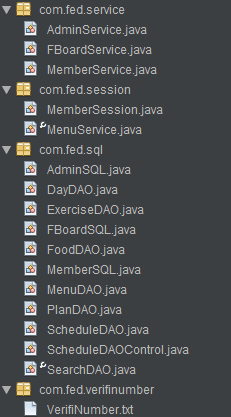 com.fed.service
AdminService.java
FBoardService.java
MemberService.java
com.fed.session
MemberSession.java
MenuService.java
com.fed.sql
AdminSQL.java
DayDAO.java
ExerciseDAO.java
FBoardSQL.java
FoodDAO.java
MemberSQL.java
MenuDAO.java
PlanDAO.java
ScheduleDAO.java
ScheduleDAOControl.java
SearchDAO.java
com.fed.verifinumber
VerifiNumber.txt